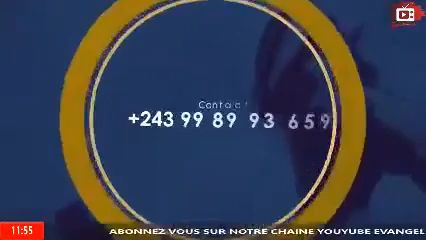 Contact
+243 99 89 93 659
11:55
ABONNEZ VOUS SUR NOTRE CHAINE YOUYUBE EVANGEL